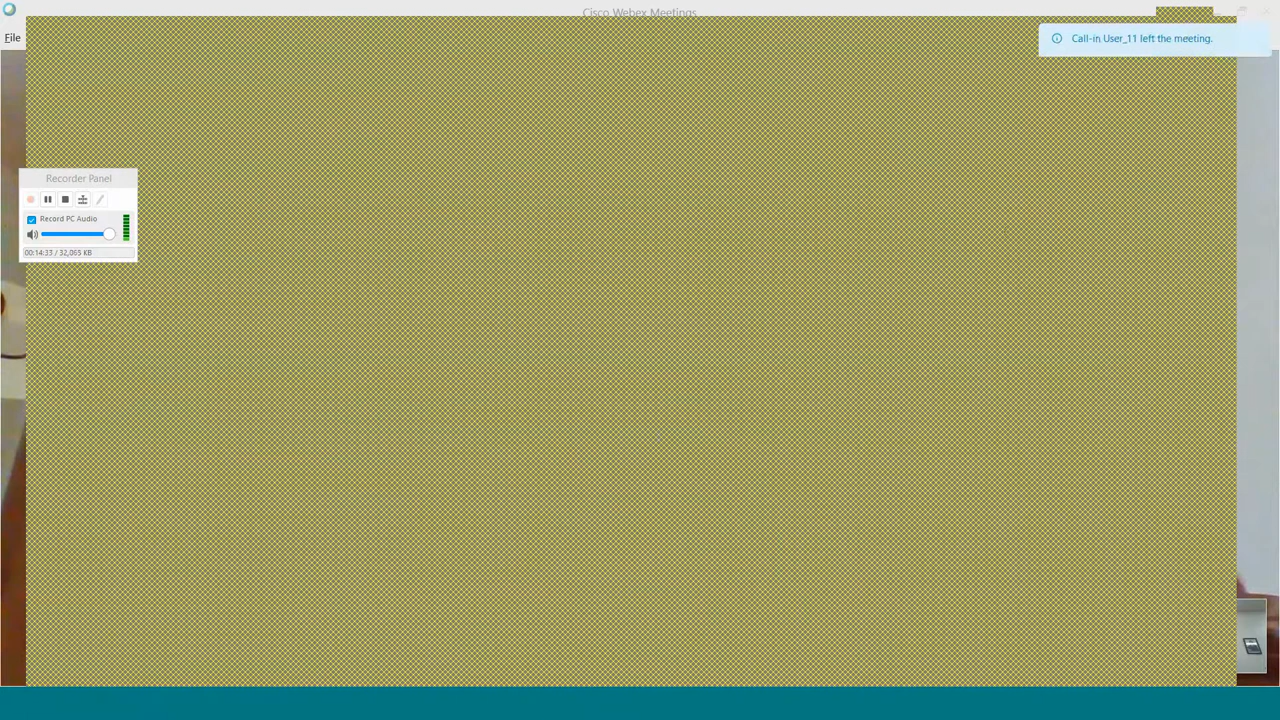 Cisco Webex Meetings
File
Call-in User_11 left the meeting.
Recorder Panel
Record PC Audio
00:14:33 / 32,065 KB